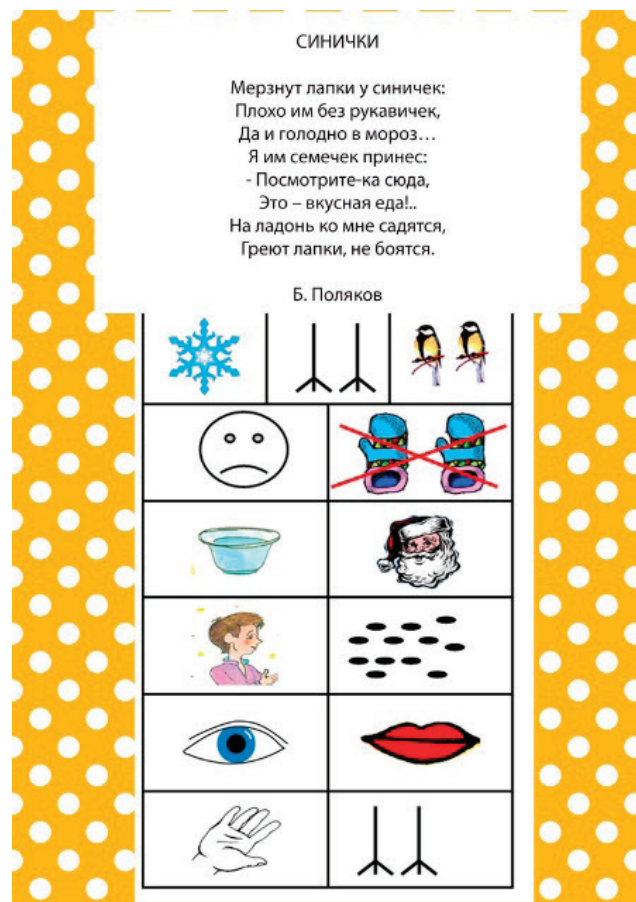 СИНИЧКИ
Мерзнут лапки у синичек:
Плохо им без рукавичек,
Да и голодно в мороз…
Я им семечек принес:
- Посмотрите-ка сюда,
Это – вкусная еда!..
На ладонь ко мне садятся,
Греют лапки, не боятся.
Б. Поляков